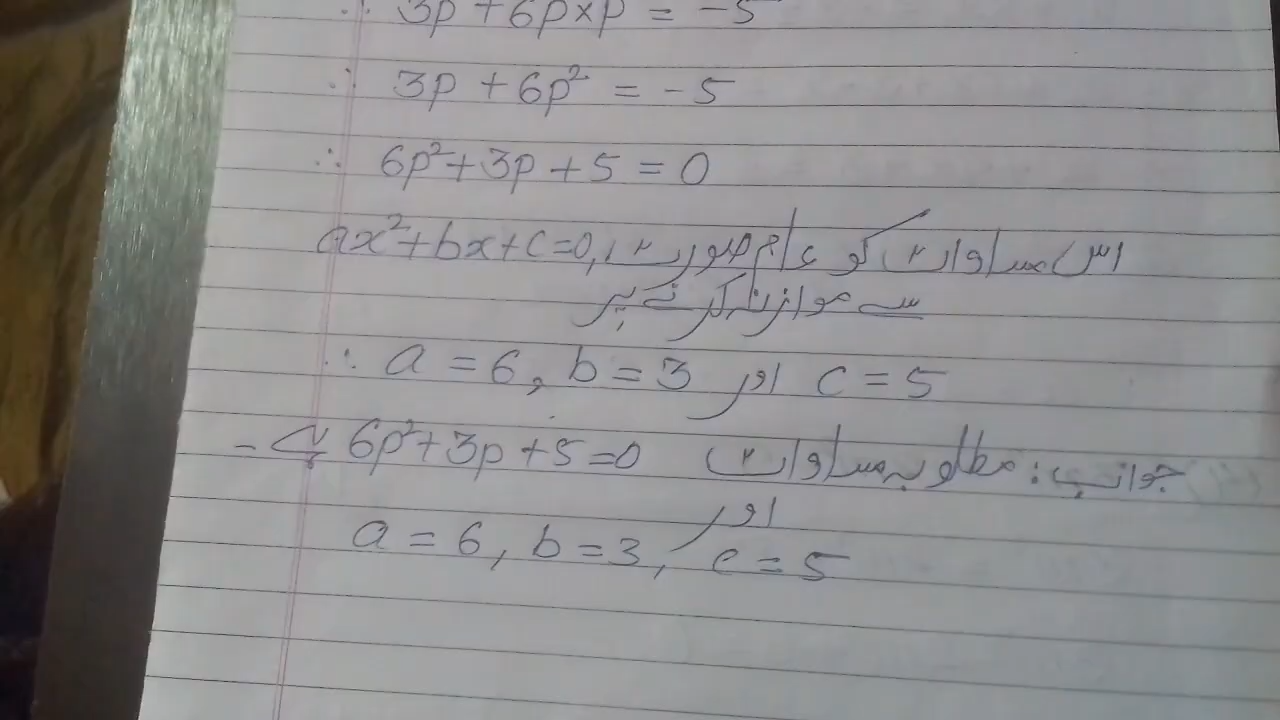 ∴ 3p + 6p×p = -5
∴ 3p + 6p² = -5
∴ 6p² + 3p + 5 = 0
اس مساوات کو عام صورت، ax² + bx + c = 0
سے موازنہ کرنے پر
∴ a = 6, b = 3 اور c = 5
جواب: مطلوبہ مساوات 6p² + 3p + 5 = 0 ہے -
اور
a = 6, b = 3, c = 5